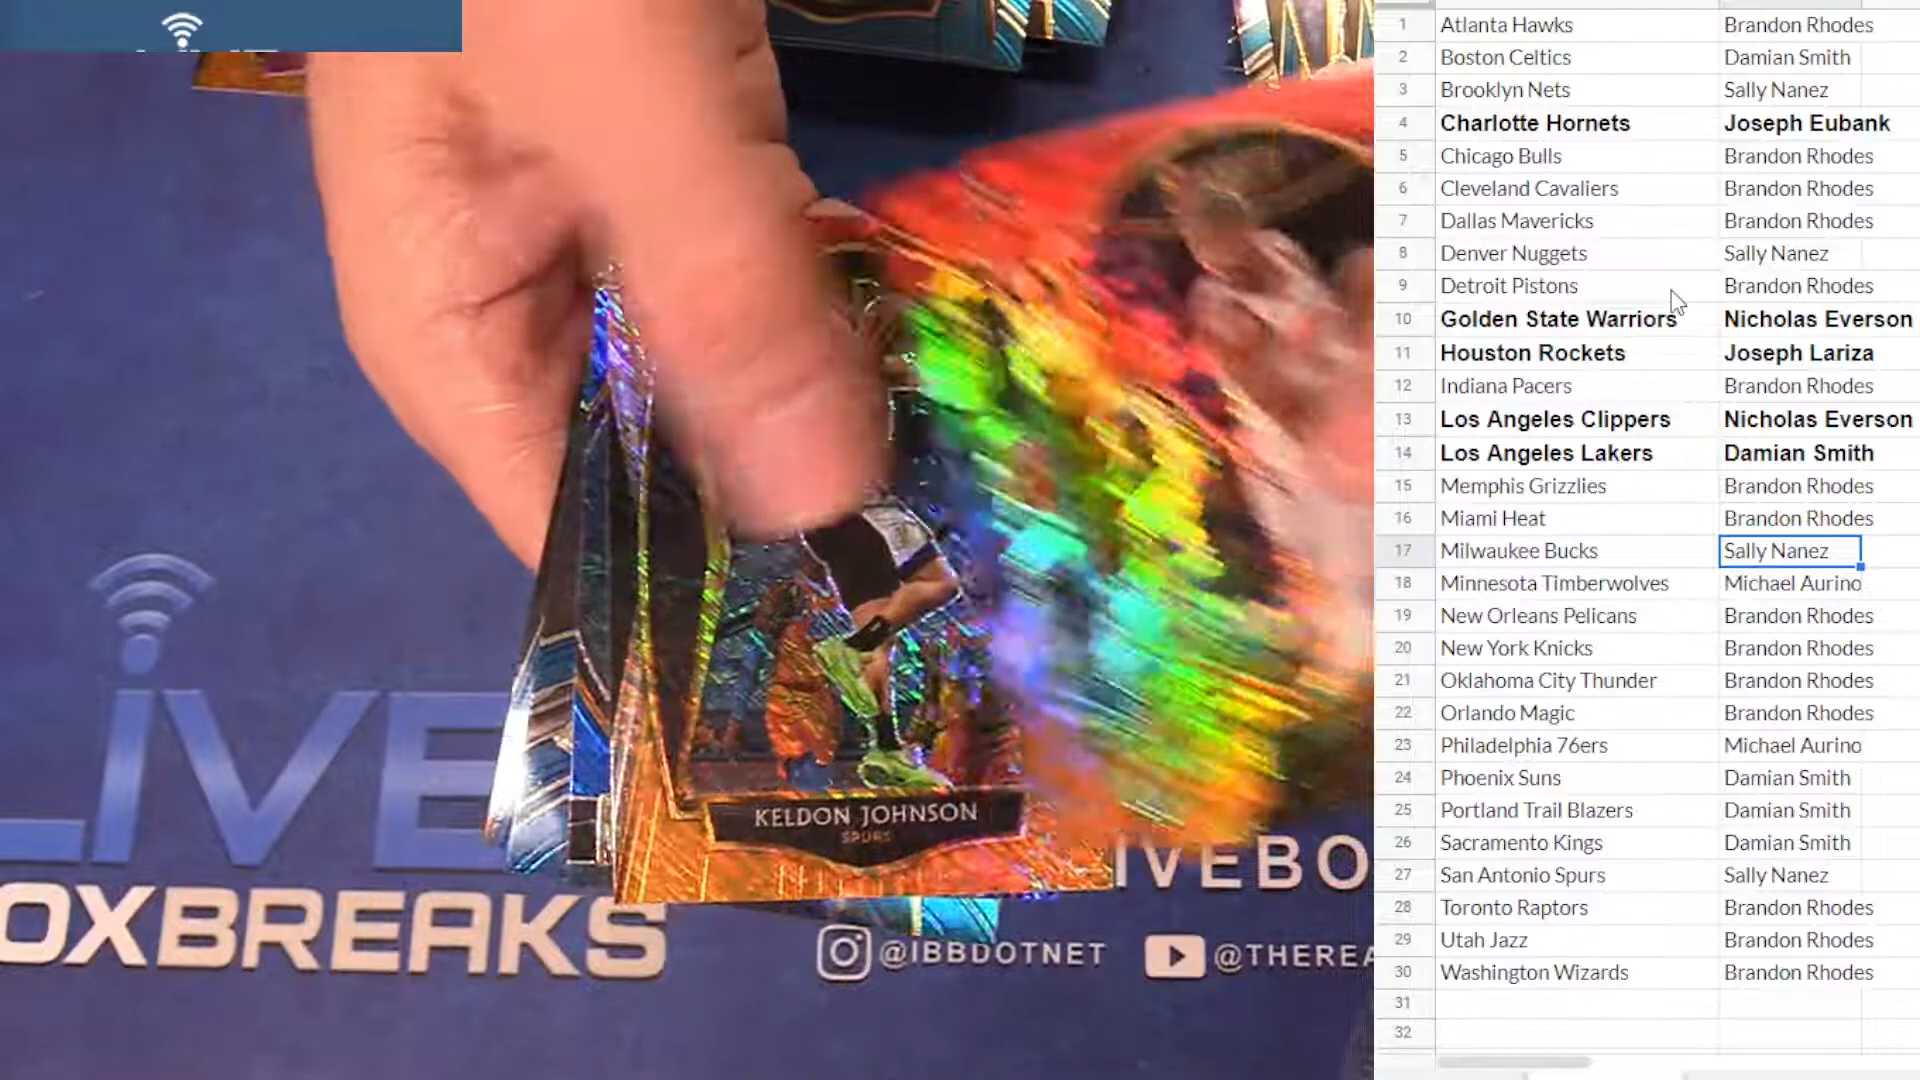 LIVE
KELDON JOHNSON
SPURS
LIVE
IVEBO
OXBREAKS
@IBBDOTNET
@THEREA
1 Atlanta Hawks Brandon Rhodes
2 Boston Celtics Damian Smith
3 Brooklyn Nets Sally Nanez
4 Charlotte Hornets Joseph Eubank
5 Chicago Bulls Brandon Rhodes
6 Cleveland Cavaliers Brandon Rhodes
7 Dallas Mavericks Brandon Rhodes
8 Denver Nuggets Sally Nanez
9 Detroit Pistons Brandon Rhodes
10 Golden State Warriors Nicholas Everson
11 Houston Rockets Joseph Lariza
12 Indiana Pacers Brandon Rhodes
13 Los Angeles Clippers Nicholas Everson
14 Los Angeles Lakers Damian Smith
15 Memphis Grizzlies Brandon Rhodes
16 Miami Heat Brandon Rhodes
17 Milwaukee Bucks Sally Nanez
18 Minnesota Timberwolves Michael Aurino
19 New Orleans Pelicans Brandon Rhodes
20 New York Knicks Brandon Rhodes
21 Oklahoma City Thunder Brandon Rhodes
22 Orlando Magic Brandon Rhodes
23 Philadelphia 76ers Michael Aurino
24 Phoenix Suns Damian Smith
25 Portland Trail Blazers Damian Smith
26 Sacramento Kings Damian Smith
27 San Antonio Spurs Sally Nanez
28 Toronto Raptors Brandon Rhodes
29 Utah Jazz Brandon Rhodes
30 Washington Wizards Brandon Rhodes
31
32